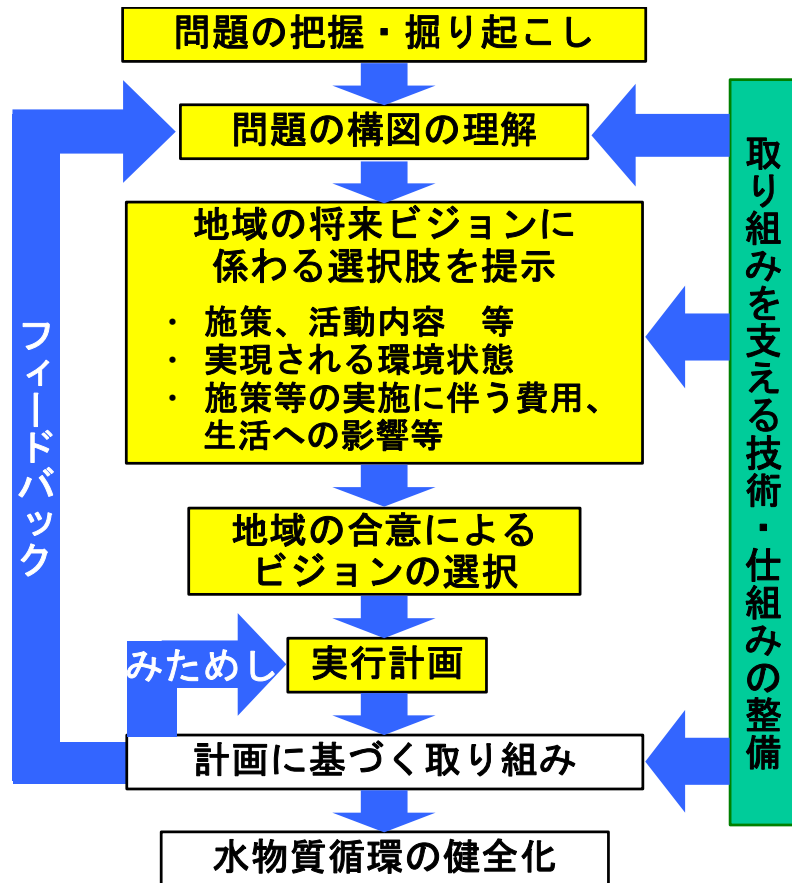 問題の把握・掘り起こし
問題の構図の理解
地域の将来ビジョンに
係わる選択肢を提示
・ 施策、活動内容　等
・ 実現される環境状態
・ 施策等の実施に伴う費用、
生活への影響等
地域の合意による
ビジョンの選択
みためし
実行計画
計画に基づく取り組み
水物質循環の健全化
フィードバック
取り組みを支える技術・仕組みの整備